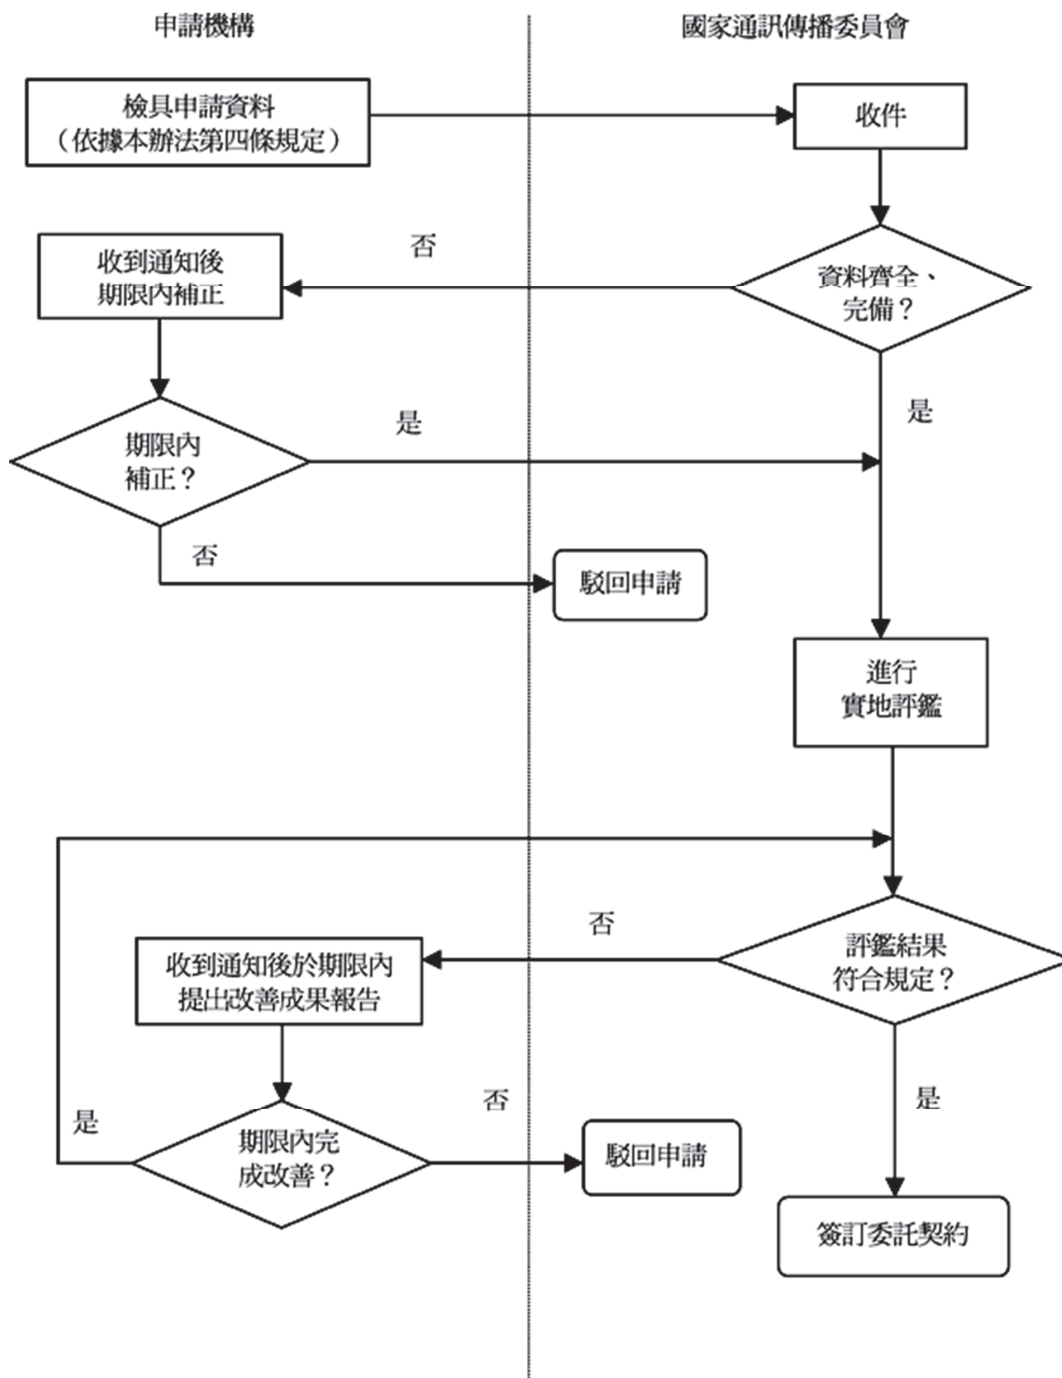 申請機構
國家通訊傳播委員會
檢具申請資料
（依據本辦法第四條規定）
收件
否
收到通知後
期限內補正
資料齊全、
完備？
是
是
期限內
補正？
否
駁回申請
進行
實地評鑑
否
評鑑結果
符合規定？
收到通知後於期限內
提出改善成果報告
是
否
是
期限內完
成改善？
駁回申請
簽訂委託契約